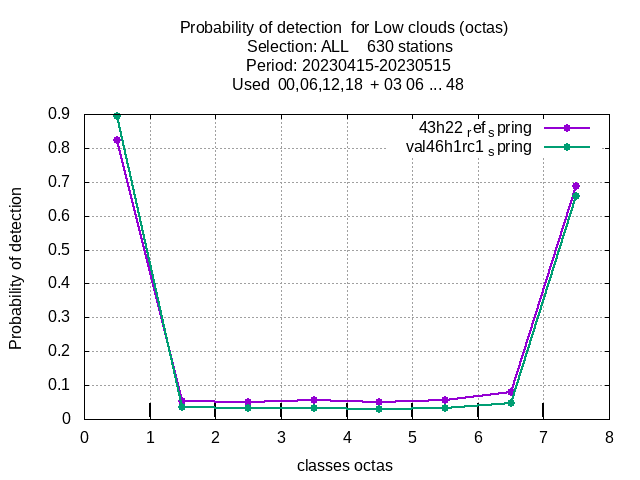 Probability of detection  for Low clouds (octas)
Selection: ALL    630 stations
Period: 20230415-20230515
Used  00,06,12,18  + 03 06 ... 48
43h22 ref spring
val46h1rc1 spring
Probability of detection
0.9
0.8
0.7
0.6
0.5
0.4
0.3
0.2
0.1
0
0 1 2 3 4 5 6 7 8
classes octas